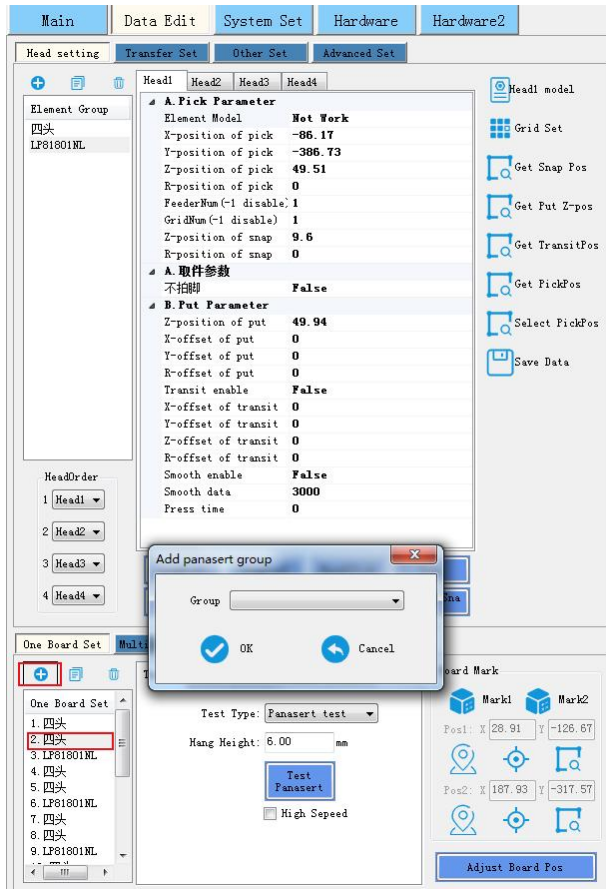 Main Data Edit System Set Hardware Hardware2
Head setting Transfer Set Other Set Advanced Set
Element Group
四头
LP81801NL
Head1 Head2 Head3 Head4
A. Pick Parameter
Element Model Not Work
X-position of pick -86.17
Y-position of pick -386.73
Z-position of pick 49.51
R-position of pick 0
FeederNum(-1 disable) 1
GridNum(-1 disable) 1
Z-position of snap 9.6
R-position of snap 0
A. 取件参数
不拍脚 False
B. Put Parameter
Z-position of put 49.94
X-offset of put 0
Y-offset of put 0
R-offset of put 0
Transit enable False
X-offset of transit 0
Y-offset of transit 0
Z-offset of transit 0
R-offset of transit 0
Smooth enable False
Smooth data 3000
Press time 0
Head1 model
Grid Set
Get Snap Pos
Get Put Z-pos
Get TransitPos
Get PickPos
Select PickPos
Save Data
HeadOrder
1 Head1
2 Head2
3 Head3
4 Head4
Add panasert group
Group
OK Cancel
Sna
One Board Set Mult
One Board Set
1. 四头
2. 四头
3. LP81801NL
4. 四头
5. 四头
6. LP81801NL
7. 四头
8. 四头
9. LP81801NL
Test Type: Panasert test
Hang Height: 6.00 mm
Test
Panasert
High Sepeed
oard Mark
Mark1 Mark2
Pos1: X 28.91 Y -126.67
Pos2: X 187.93 Y -317.57
Adjust Board Pos